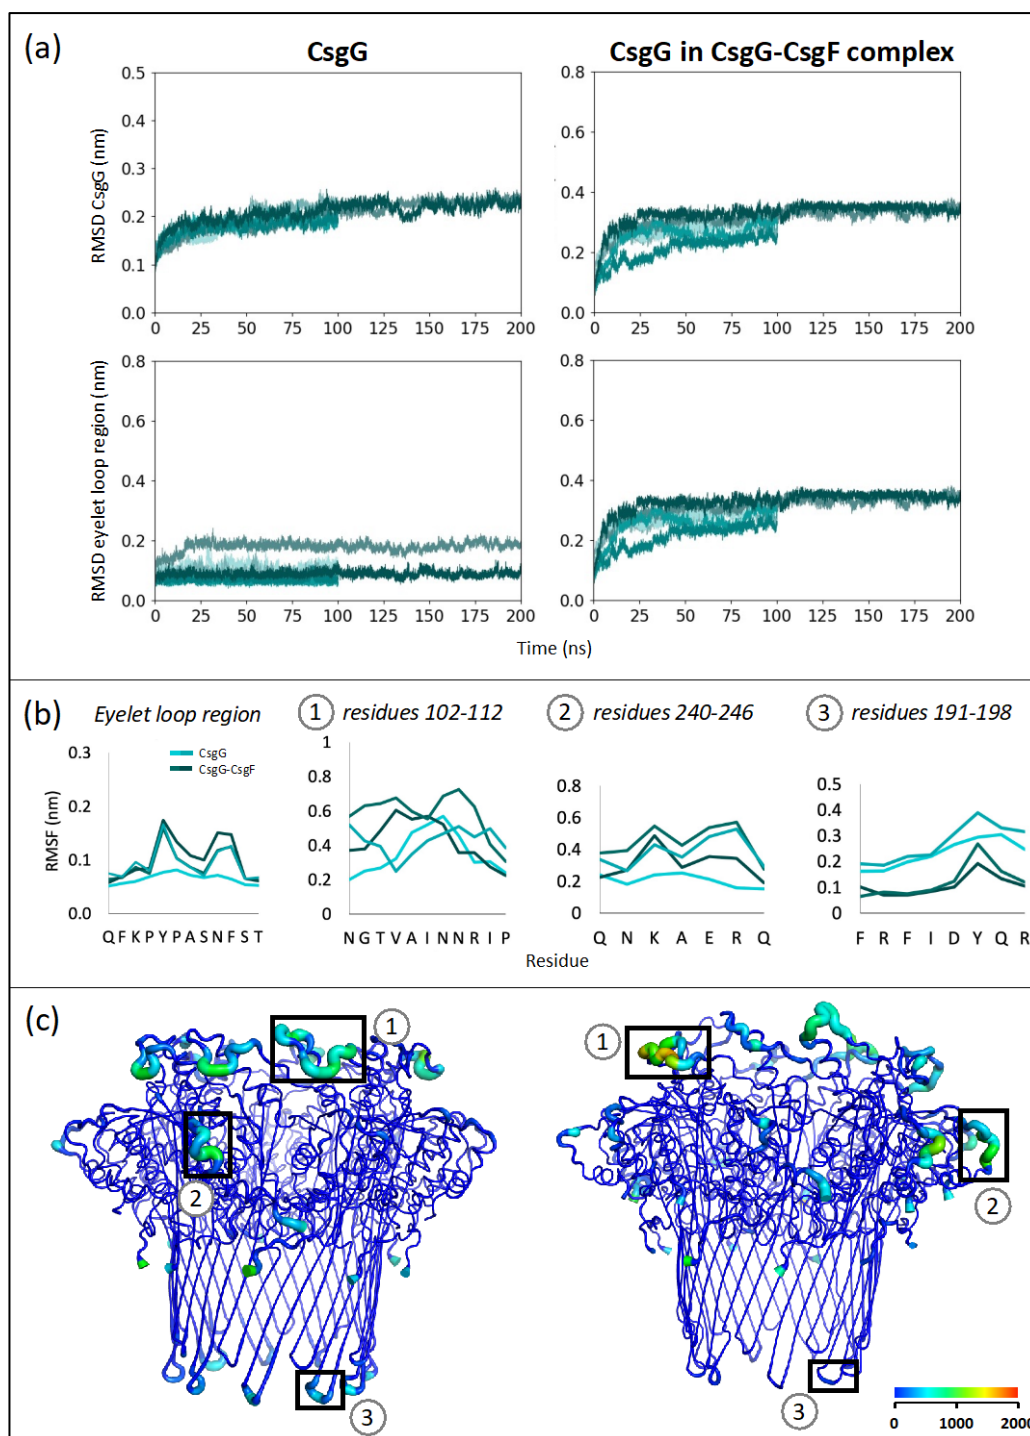 (a)
CsgG
CsgG in CsgG-CsgF complex
RMSD CsgG (nm)
0.5
0.4
0.3
0.2
0.1
0.0
0 25 50 75 100 125 150 175 200
0.8
0.6
0.4
0.2
0.0
0 25 50 75 100 125 150 175 200
RMSD eyelet loop region (nm)
0.8
0.6
0.4
0.2
0.0
0 25 50 75 100 125 150 175 200
0.8
0.6
0.4
0.2
0.0
0 25 50 75 100 125 150 175 200
Time (ns)
(b)
Eyelet loop region
1 residues 102-112
2 residues 240-246
3 residues 191-198
RMSF (nm)
0.3
0.2
0.1
0.0
CsgG
CsgG-CsgF
Q F K P Y P A S N F S T
1
0.8
0.6
0.4
0.2
0
N G T V A I N N R I P
0.8
0.6
0.4
0.2
0
Q N K A E R Q
0.5
0.4
0.3
0.2
0.1
0
F R F I D Y Q R
Residue
(c)
1
2
3
1
2
3
0 1000 2000